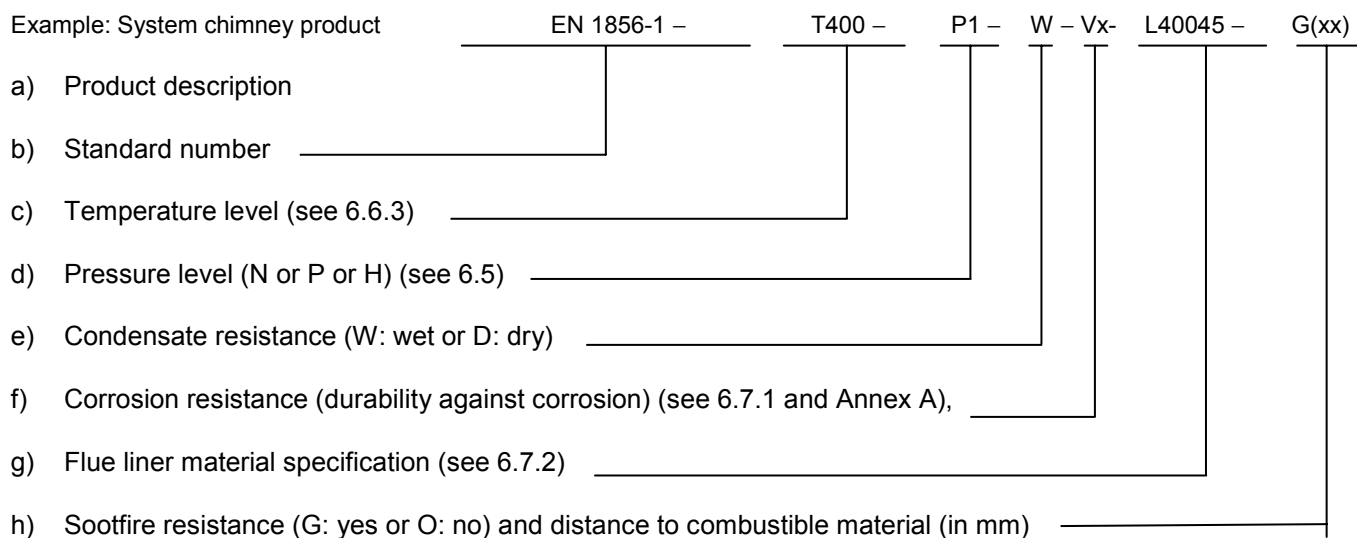 Example: System chimney product EN 1856-1 – T400 – P1 – W – Vx- L40045 – G(xx)
a) Product description
b) Standard number
c) Temperature level (see 6.6.3)
d) Pressure level (N or P or H) (see 6.5)
e) Condensate resistance (W: wet or D: dry)
f) Corrosion resistance (durability against corrosion) (see 6.7.1 and Annex A),
g) Flue liner material specification (see 6.7.2)
h) Sootfire resistance (G: yes or O: no) and distance to combustible material (in mm)